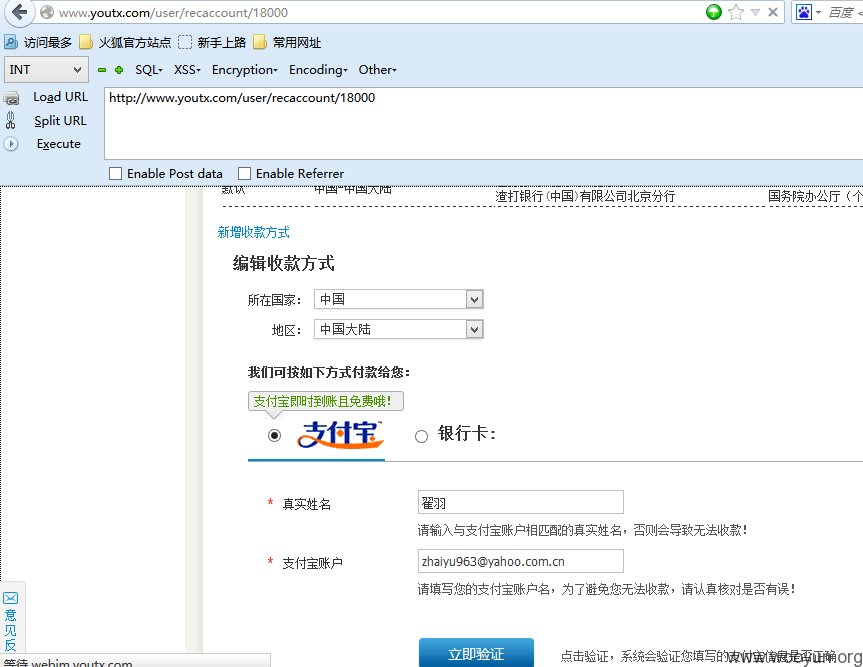 www.youtx.com/user/recaccount/18000
百度
访问最多 火狐官方站点 新手上路 常用网址
INT SQL- XSS- Encryption- Encoding- Other-
Load URL http://www.youtx.com/user/recaccount/18000
Split URL
Execute
Enable Post data Enable Referrer
默认 中国-中国大陆 渣打银行(中国)有限公司北京分行 国务院办公厅（个
新增收款方式
编辑收款方式
所在国家： 中国
地区： 中国大陆
我们可按如下方式付款给您：
支付宝即时到账且免费哦！
支付宝 银行卡：
* 真实姓名 翟羽
请输入与支付宝账户相匹配的真实姓名，否则会导致无法收款！
* 支付宝账户 zhaiyu963@yahoo.com.cn
请填写您的支付宝账户名，为了避免您无法收款，请认真核对是否有误！
意见反
立即验证 点击验证，系统会验证您填写的支付宝信息是否正确
www.wooyun.org
等待 webim.youtx.com